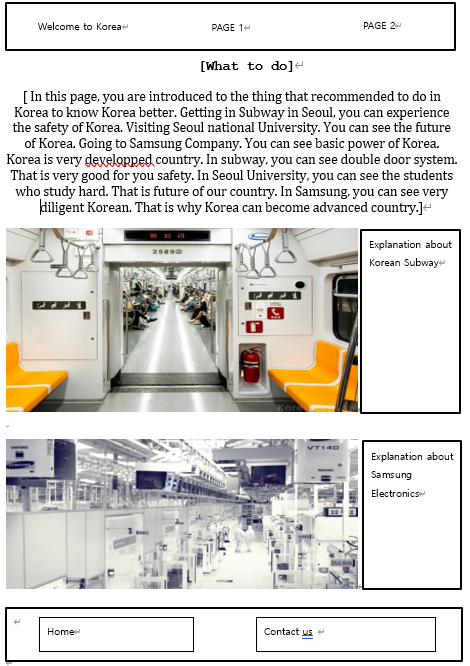 Welcome to Korea PAGE 1 PAGE 2
[What to do]
[ In this page, you are introduced to the thing that recommended to do in
Korea to know Korea better. Getting in Subway in Seoul, you can experience
the safety of Korea. Visiting Seoul national University. You can see the future
of Korea. Going to Samsung Company. You can see basic power of Korea.
Korea is very developped country. In subway, you can see double door system.
That is very good for you safety. In Seoul University, you can see the students
who study hard. That is future of our country. In Samsung, you can see very
diligent Korean. That is why Korea can become advanced country.]
2589
Explanation about
Korean Subway
VT140
Explanation about
Samsung
Electronics
Home
Contact us